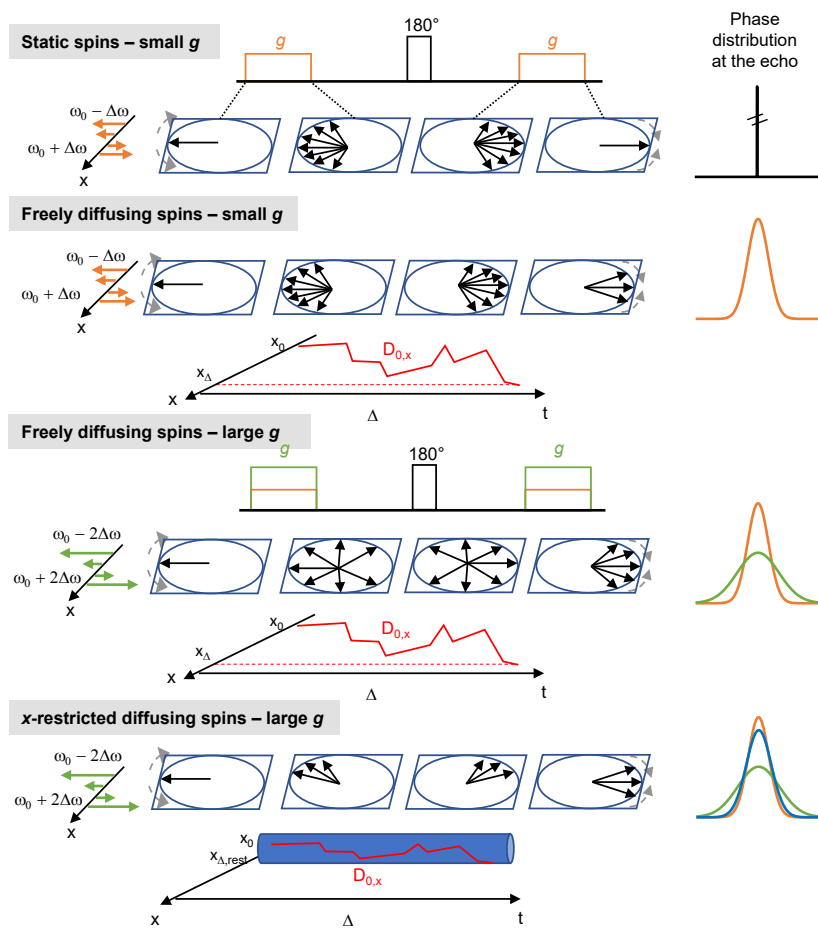 Static spins – small g
g
180°
g
Phase
distribution
at the echo
ω0 − Δω
ω0 + Δω
x
Freely diffusing spins – small g
ω0 − Δω
ω0 + Δω
x
x0
D0,x
xΔ
x
Δ
t
Freely diffusing spins – large g
g
180°
g
ω0 − 2Δω
ω0 + 2Δω
x
x0
D0,x
xΔ
x
Δ
t
x-restricted diffusing spins – large g
ω0 − 2Δω
ω0 + 2Δω
x
x0
xΔ,rest
D0,x
x
Δ
t